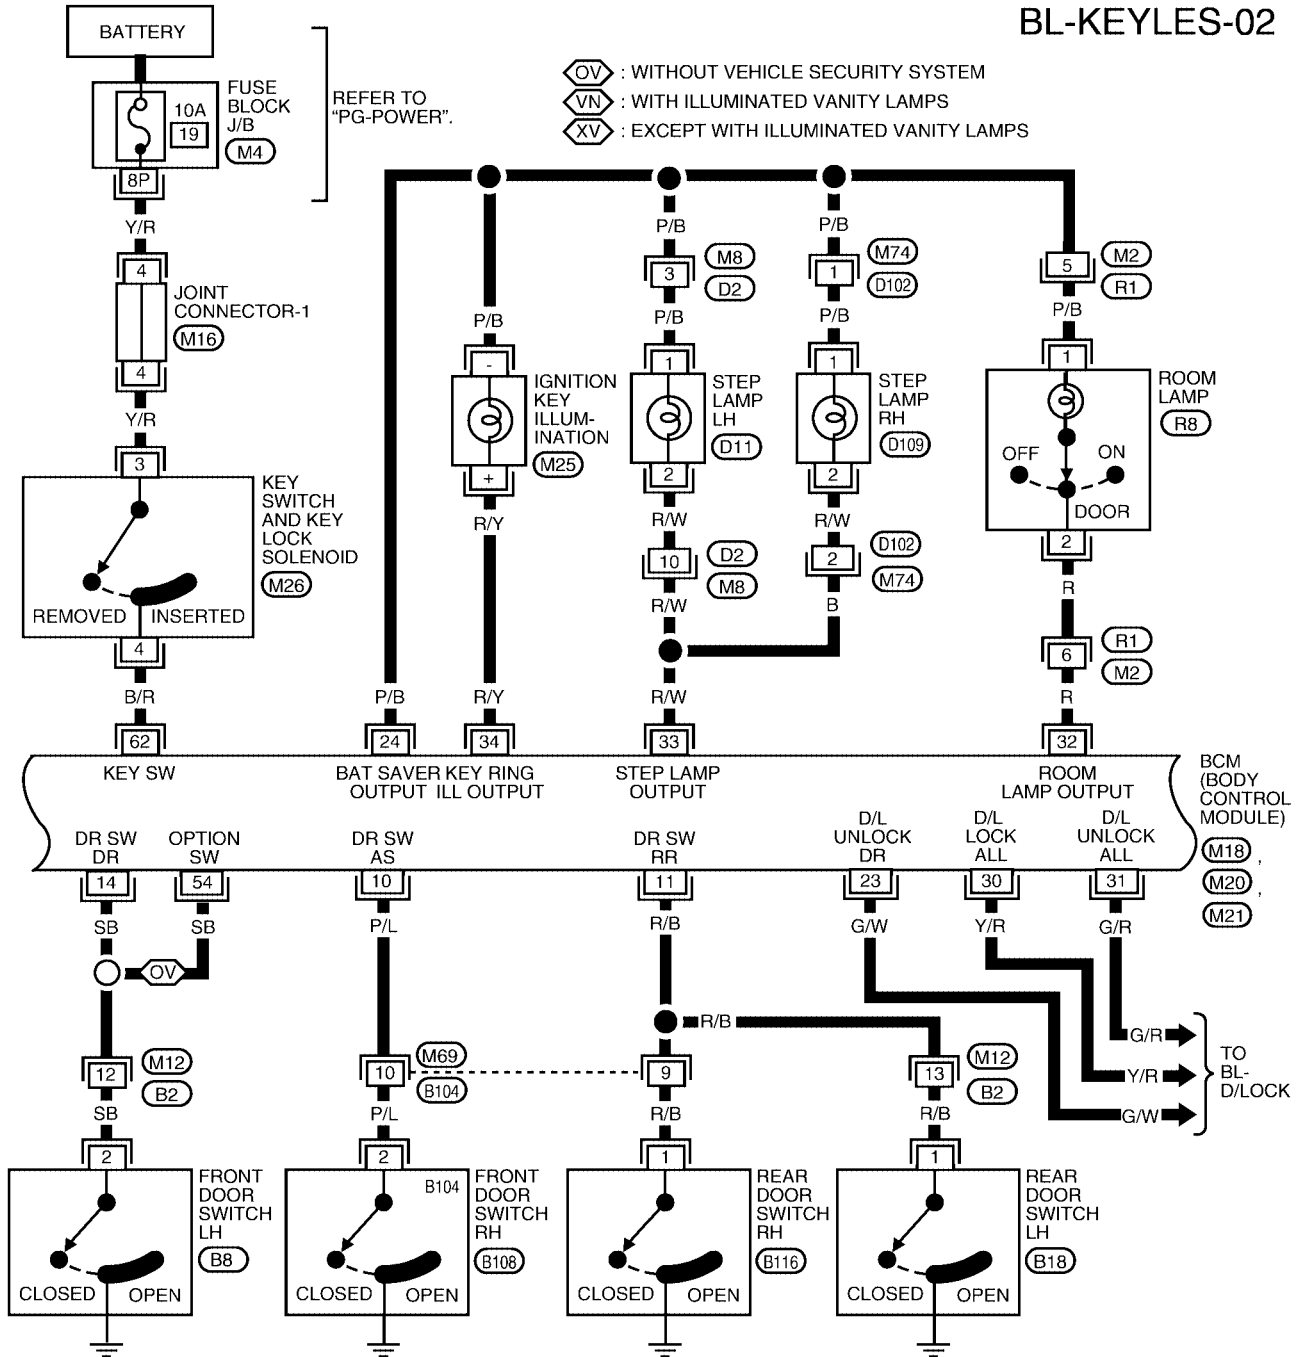 BL-KEYLES-02
BATTERY
FUSE
BLOCK
J/B
M4
10A
19
8P
REFER TO
"PG-POWER".
OV : WITHOUT VEHICLE SECURITY SYSTEM
VN : WITH ILLUMINATED VANITY LAMPS
XV : EXCEPT WITH ILLUMINATED VANITY LAMPS
Y/R
4
JOINT
CONNECTOR-1
M16
4
Y/R
3
KEY
SWITCH
AND KEY
LOCK
SOLENOID
M26
REMOVED INSERTED
4
B/R
62
P/B
24
P/B
-
IGNITION
KEY
ILLUM-
INATION
M25
+
R/Y
R/Y
34
P/B
3
M8
D2
P/B
1
STEP
LAMP
LH
D11
2
R/W
10
D2
M8
R/W
R/W
33
P/B
1
M74
D102
P/B
1
STEP
LAMP
RH
D109
2
R/W
2
D102
M74
B
5
M2
R1
P/B
1
ROOM
LAMP
R8
OFF ON
DOOR
2
R
6
R1
M2
R
32
KEY SW
BAT SAVER
OUTPUT
KEY RING
ILL OUTPUT
STEP LAMP
OUTPUT
ROOM
LAMP OUTPUT
BCM
(BODY
CONTROL
MODULE)
M18 ,
M20 ,
M21
DR SW
DR
OPTION
SW
DR SW
AS
DR SW
RR
D/L
UNLOCK
DR
D/L
LOCK
ALL
D/L
UNLOCK
ALL
14
54
10
11
23
30
31
SB
SB
P/L
R/B
G/W
Y/R
G/R
OV
R/B
G/R
Y/R
G/W
TO
BL-
D/LOCK
12
M12
B2
10
M69
B104
9
13
M12
B2
SB
P/L
R/B
R/B
2
FRONT
DOOR
SWITCH
LH
B8
CLOSED OPEN
2
B104
FRONT
DOOR
SWITCH
RH
B108
CLOSED OPEN
1
REAR
DOOR
SWITCH
RH
B116
CLOSED OPEN
1
REAR
DOOR
SWITCH
LH
B18
CLOSED OPEN